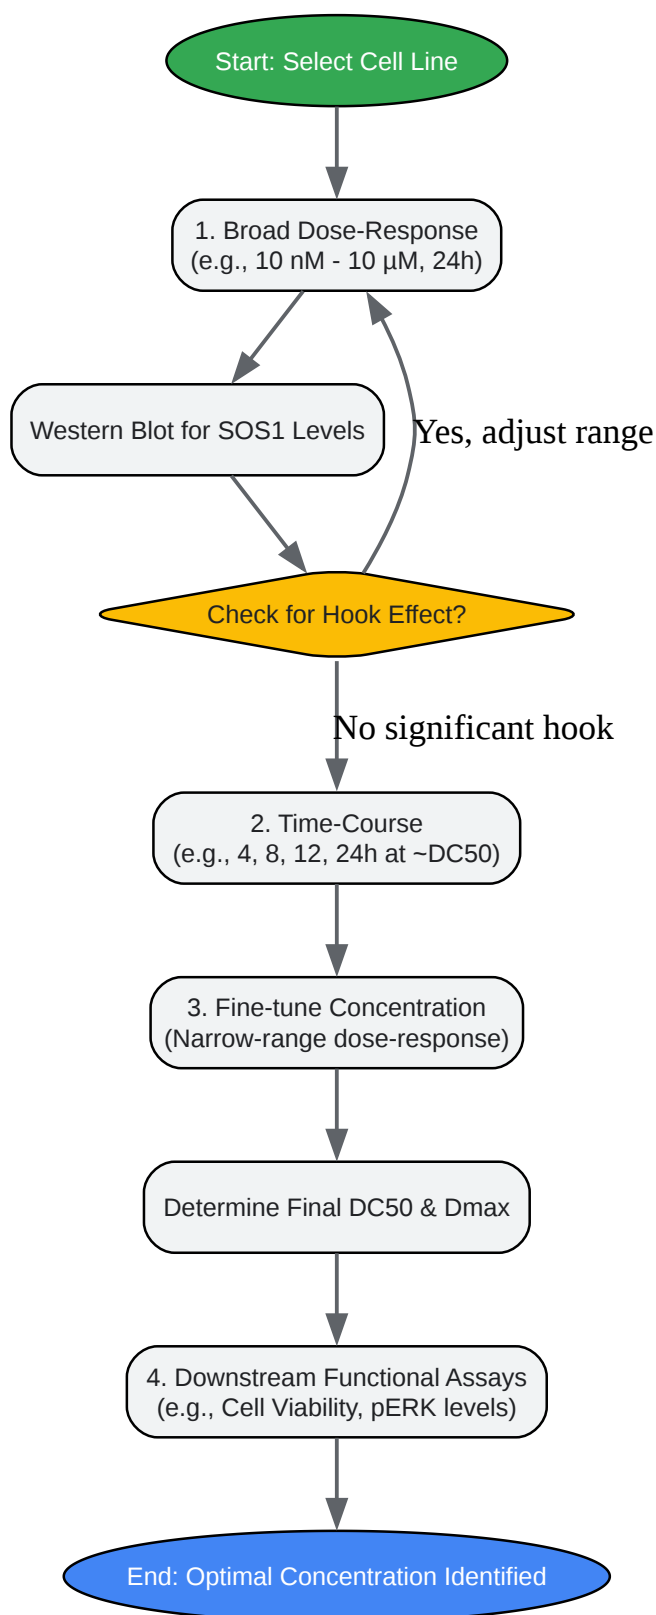 Start: Select Cell Line
1. Broad Dose-Response
(e.g., 10 nM - 10 µM, 24h)
Western Blot for SOS1 Levels
Yes, adjust range
Check for Hook Effect?
No significant hook
2. Time-Course
(e.g., 4, 8, 12, 24h at ~DC50)
3. Fine-tune Concentration
(Narrow-range dose-response)
Determine Final DC50 & Dmax
4. Downstream Functional Assays
(e.g., Cell Viability, pERK levels)
End: Optimal Concentration Identified